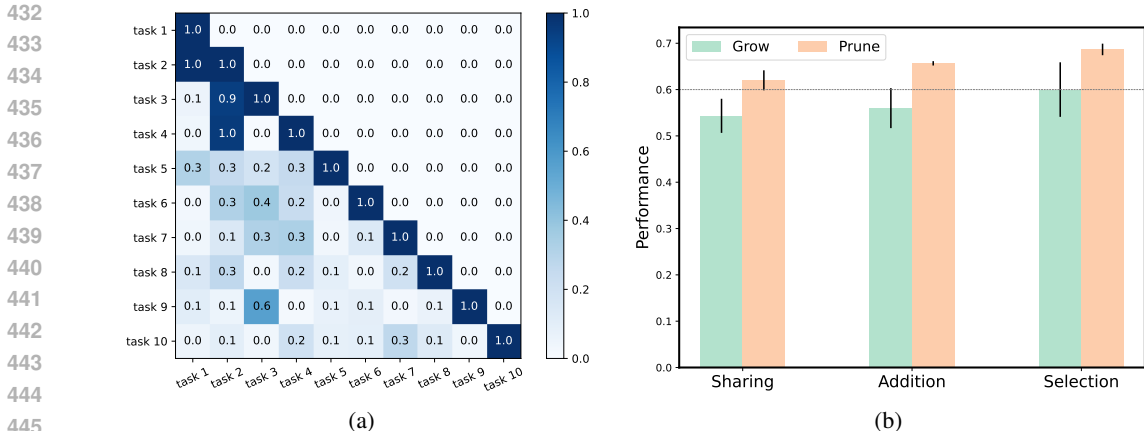 432
433
434
435
436
437
438
439
440
441
442
443
444
445
task 1 1.0 0.0 0.0 0.0 0.0 0.0 0.0 0.0 0.0 0.0
task 2 1.0 1.0 0.0 0.0 0.0 0.0 0.0 0.0 0.0 0.0
task 3 0.1 0.9 1.0 0.0 0.0 0.0 0.0 0.0 0.0 0.0
task 4 0.0 1.0 0.0 1.0 0.0 0.0 0.0 0.0 0.0 0.0
task 5 0.3 0.3 0.2 0.3 1.0 0.0 0.0 0.0 0.0 0.0
task 6 0.0 0.3 0.4 0.2 0.0 1.0 0.0 0.0 0.0 0.0
task 7 0.0 0.1 0.3 0.3 0.0 0.1 1.0 0.0 0.0 0.0
task 8 0.1 0.3 0.0 0.2 0.1 0.0 0.2 1.0 0.0 0.0
task 9 0.1 0.1 0.6 0.0 0.1 0.1 0.0 0.1 1.0 0.0
task 10 0.0 0.1 0.0 0.2 0.1 0.1 0.3 0.1 0.0 1.0
task 1 task 2 task 3 task 4 task 5 task 6 task 7 task 8 task 9 task 10
1.0
0.8
0.6
0.4
0.2
0.0
(a)
Grow Prune
Performance
0.7
0.6
0.5
0.4
0.3
0.2
0.1
0.0
Sharing Addition Selection
(b)